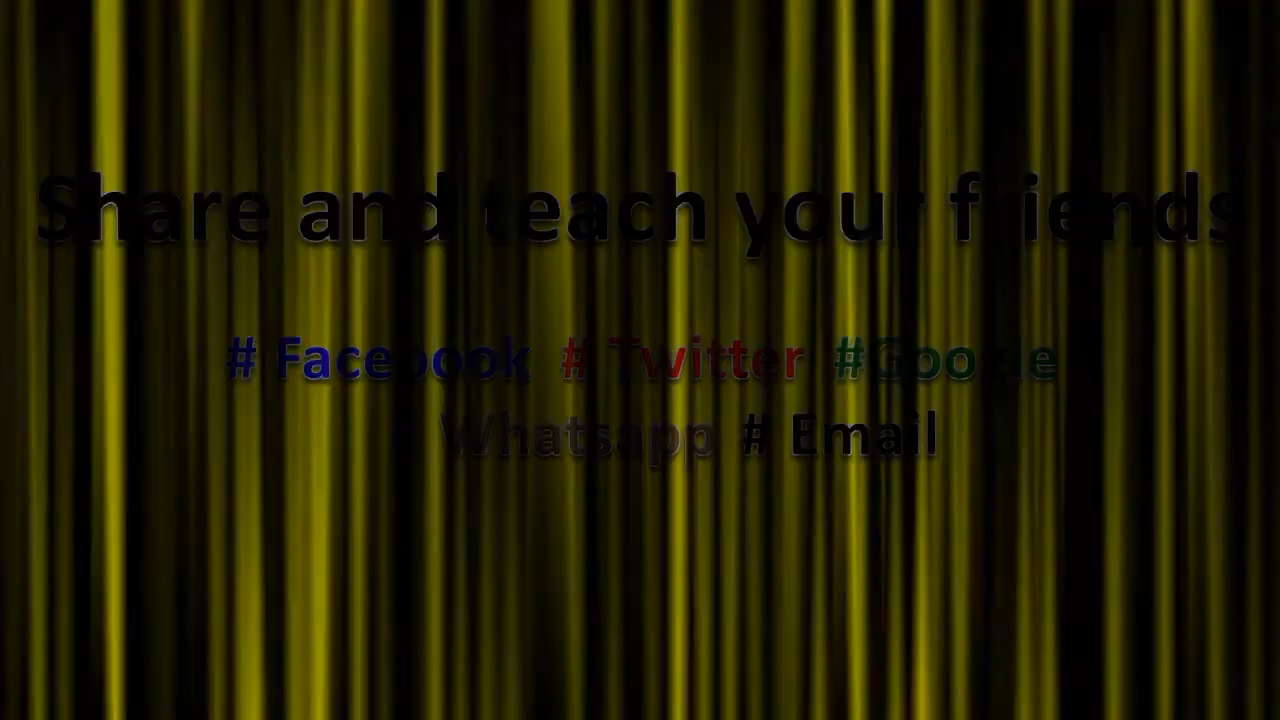 Share and teach your friends
# Facebook # Twitter #Google
Whatsapp # Email